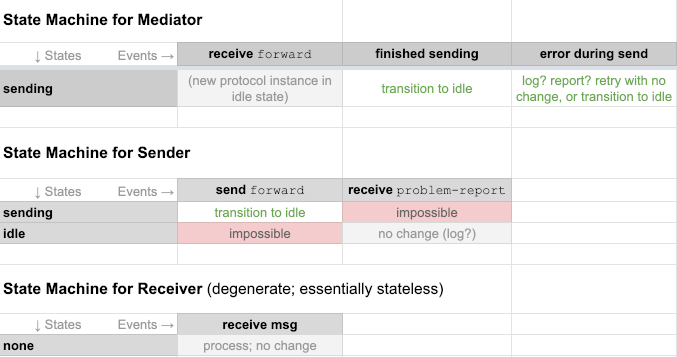 State Machine for Mediator
↓ States Events → receive forward finished sending error during send
sending (new protocol instance in idle state) transition to idle log? report? retry with no change, or transition to idle
State Machine for Sender
↓ States Events → send forward receive problem-report
sending transition to idle impossible
idle impossible no change (log?)
State Machine for Receiver (degenerate; essentially stateless)
↓ States Events → receive msg
none process; no change